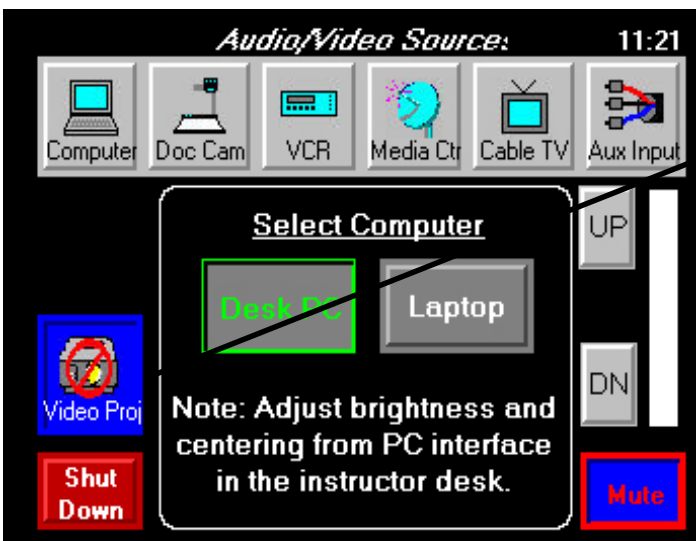 Audio/Video Source:
11:21
Computer
Doc Cam
VCR
Media Ctr
Cable TV
Aux Input
Select Computer
UP
Desk PC
Laptop
DN
Video Proj
Note: Adjust brightness and
centering from PC interface
in the instructor desk.
Shut
Down
Mute